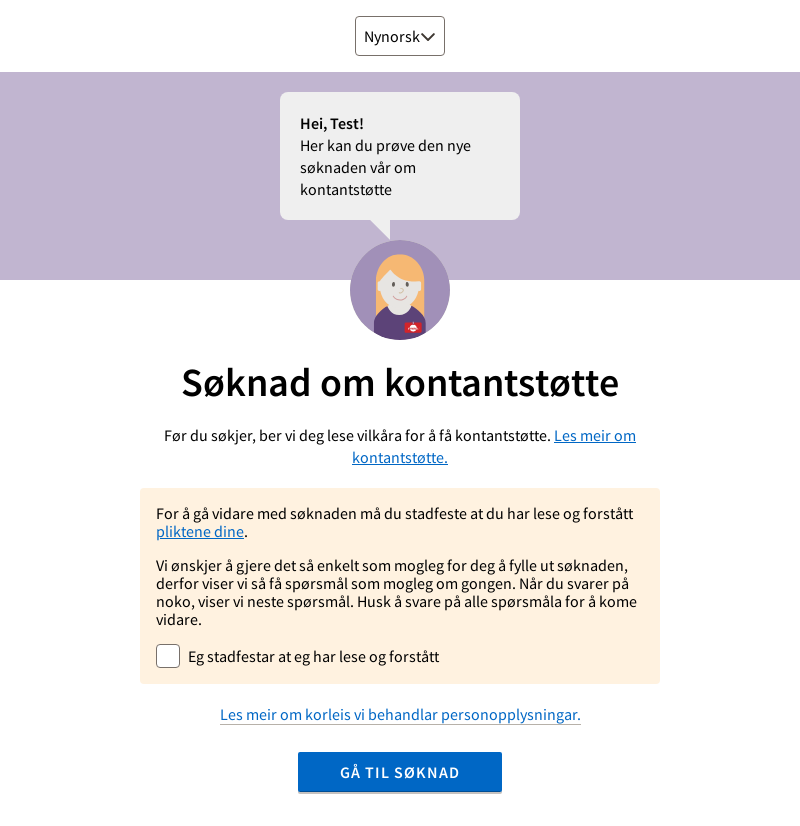 Nynorsk
Hei, Test!
Her kan du prøve den nye
søknaden vår om
kontantstøtte
Søknad om kontantstøtte
Før du søkjer, ber vi deg lese vilkåra for å få kontantstøtte. Les meir om
kontantstøtte.
For å gå vidare med søknaden må du stadfeste at du har lese og forstått
pliktene dine.
Vi ønskjer å gjere det så enkelt som mogleg for deg å fylle ut søknaden,
derfor viser vi så få spørsmål som mogleg om gongen. Når du svarer på
noko, viser vi neste spørsmål. Husk å svare på alle spørsmåla for å kome
vidare.
Eg stadfestar at eg har lese og forstått
Les meir om korleis vi behandlar personopplysningar.
GÅ TIL SØKNAD